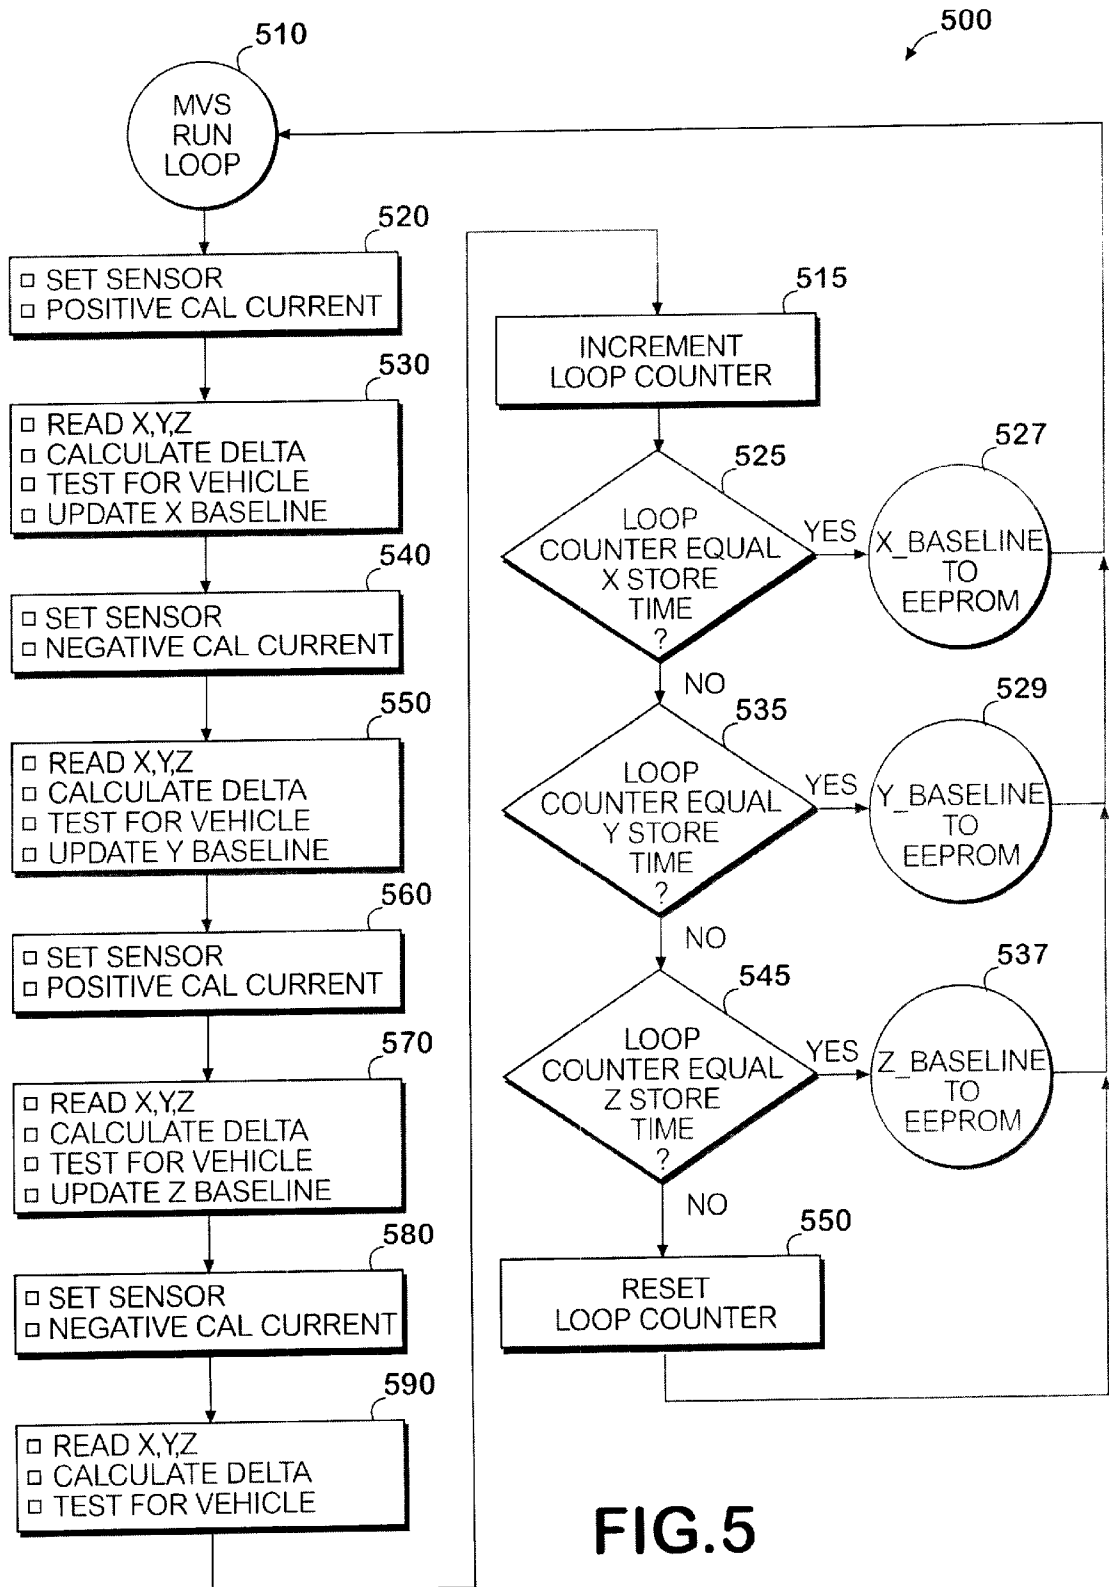 500
510
MVS
RUN
LOOP
520
▫ SET SENSOR
▫ POSITIVE CAL CURRENT
530
▫ READ X,Y,Z
▫ CALCULATE DELTA
▫ TEST FOR VEHICLE
▫ UPDATE X BASELINE
540
▫ SET SENSOR
▫ NEGATIVE CAL CURRENT
550
▫ READ X,Y,Z
▫ CALCULATE DELTA
▫ TEST FOR VEHICLE
▫ UPDATE Y BASELINE
560
▫ SET SENSOR
▫ POSITIVE CAL CURRENT
570
▫ READ X,Y,Z
▫ CALCULATE DELTA
▫ TEST FOR VEHICLE
▫ UPDATE Z BASELINE
580
▫ SET SENSOR
▫ NEGATIVE CAL CURRENT
590
▫ READ X,Y,Z
▫ CALCULATE DELTA
▫ TEST FOR VEHICLE
515
INCREMENT
LOOP COUNTER
525
LOOP
COUNTER EQUAL
X STORE
TIME
?
YES
527
X_BASELINE
TO
EEPROM
NO
535
LOOP
COUNTER EQUAL
Y STORE
TIME
?
YES
529
Y_BASELINE
TO
EEPROM
NO
545
LOOP
COUNTER EQUAL
Z STORE
TIME
?
YES
537
Z_BASELINE
TO
EEPROM
NO
550
RESET
LOOP COUNTER
FIG.5